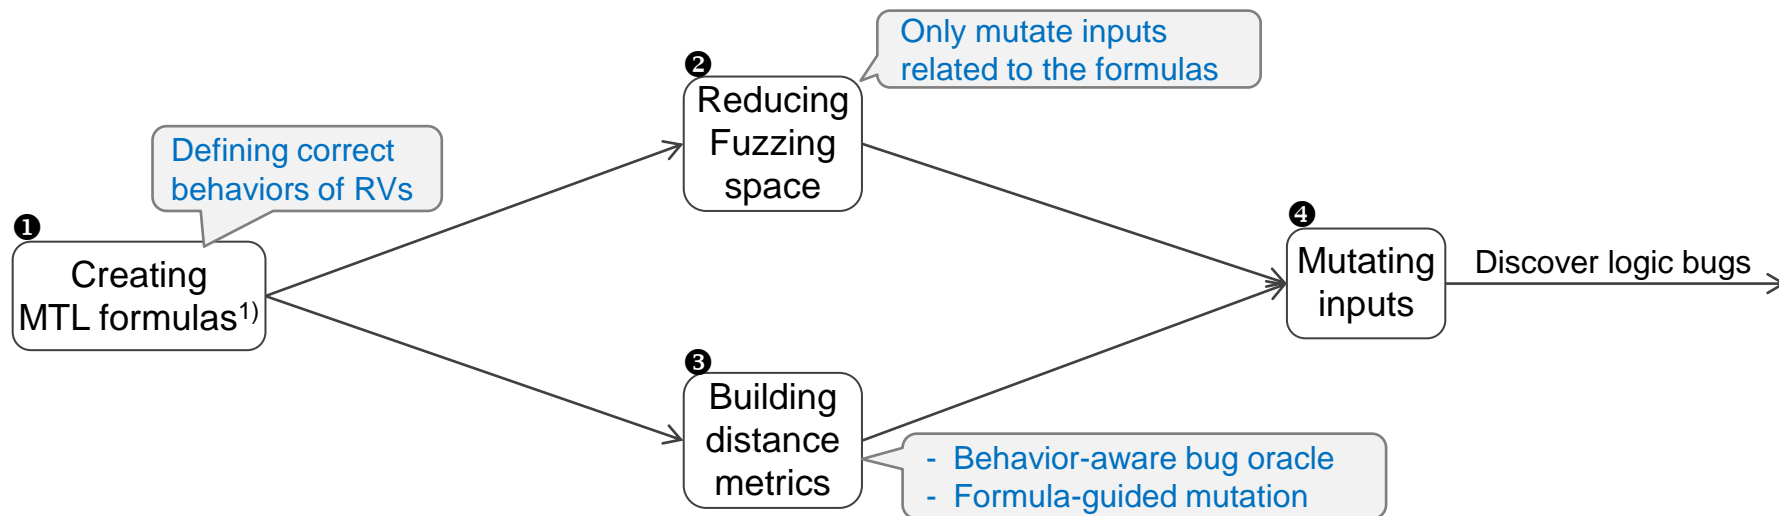 ❶
Defining correct
behaviors of RVs
Creating
MTL formulas1)
❷
Reducing
Fuzzing
space
Only mutate inputs
related to the formulas
❸
Building
distance
metrics
- Behavior-aware bug oracle
- Formula-guided mutation
❹
Mutating
inputs
Discover logic bugs